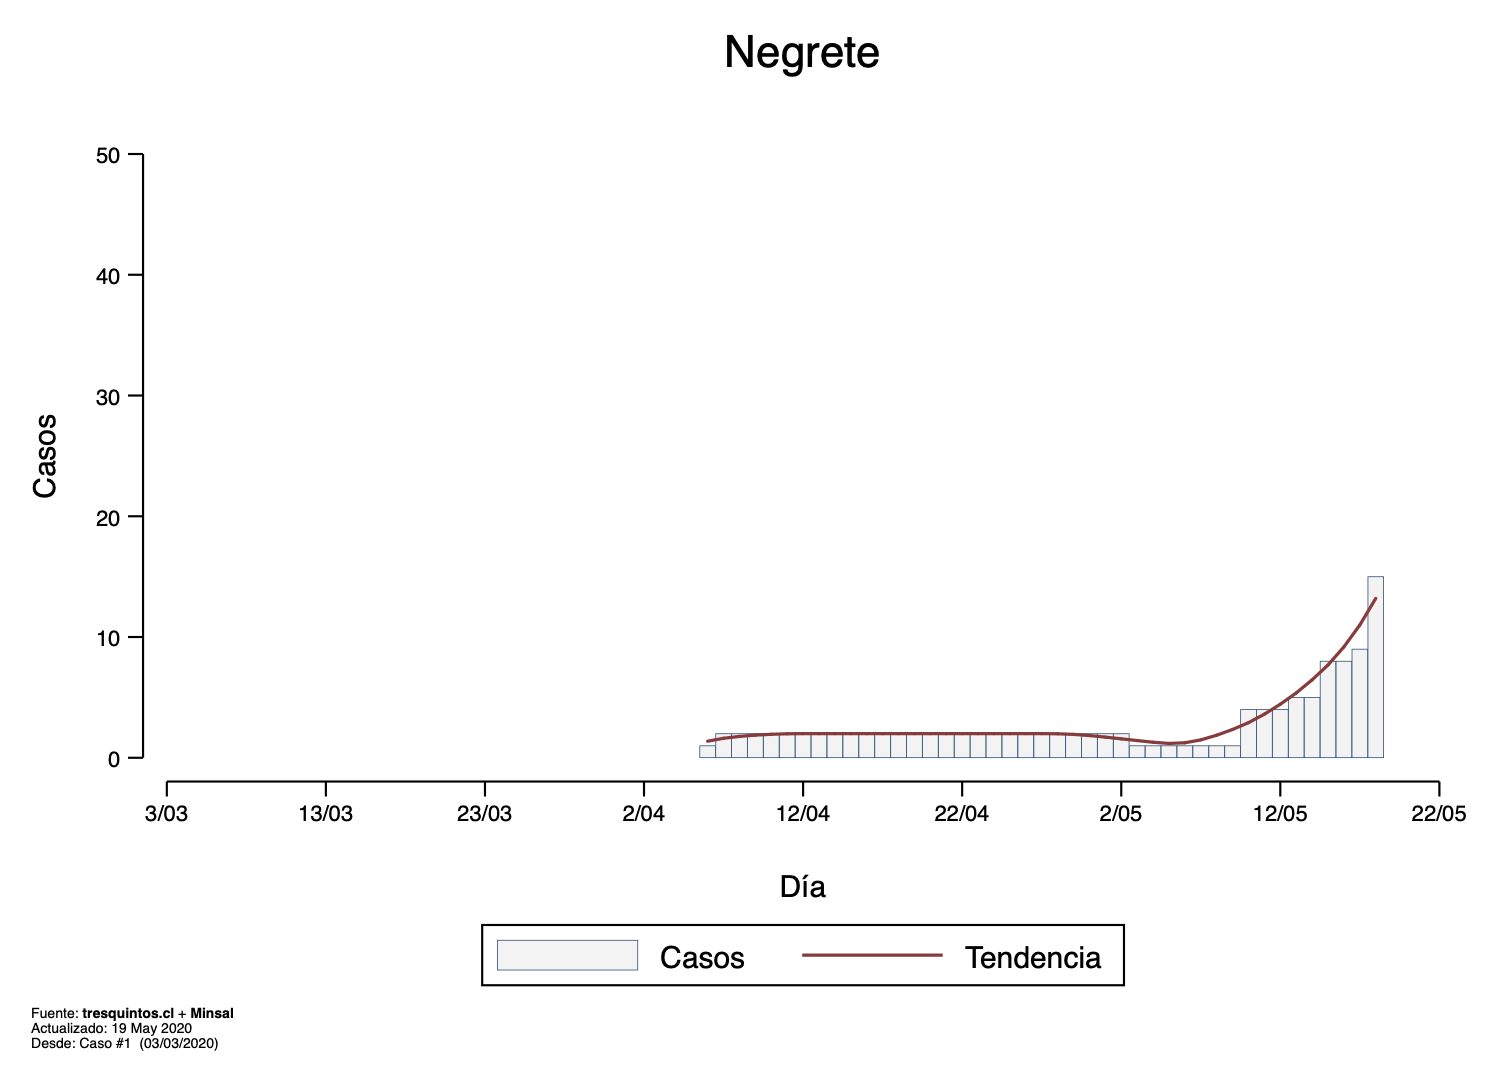 Negrete
50
40
30
20
10
0
Casos
3/03 13/03 23/03 2/04 12/04 22/04 2/05 12/05 22/05
Día
Casos Tendencia
Fuente: tresquintos.cl + Minsal
Actualizado: 19 May 2020
Desde: Caso #1 (03/03/2020)